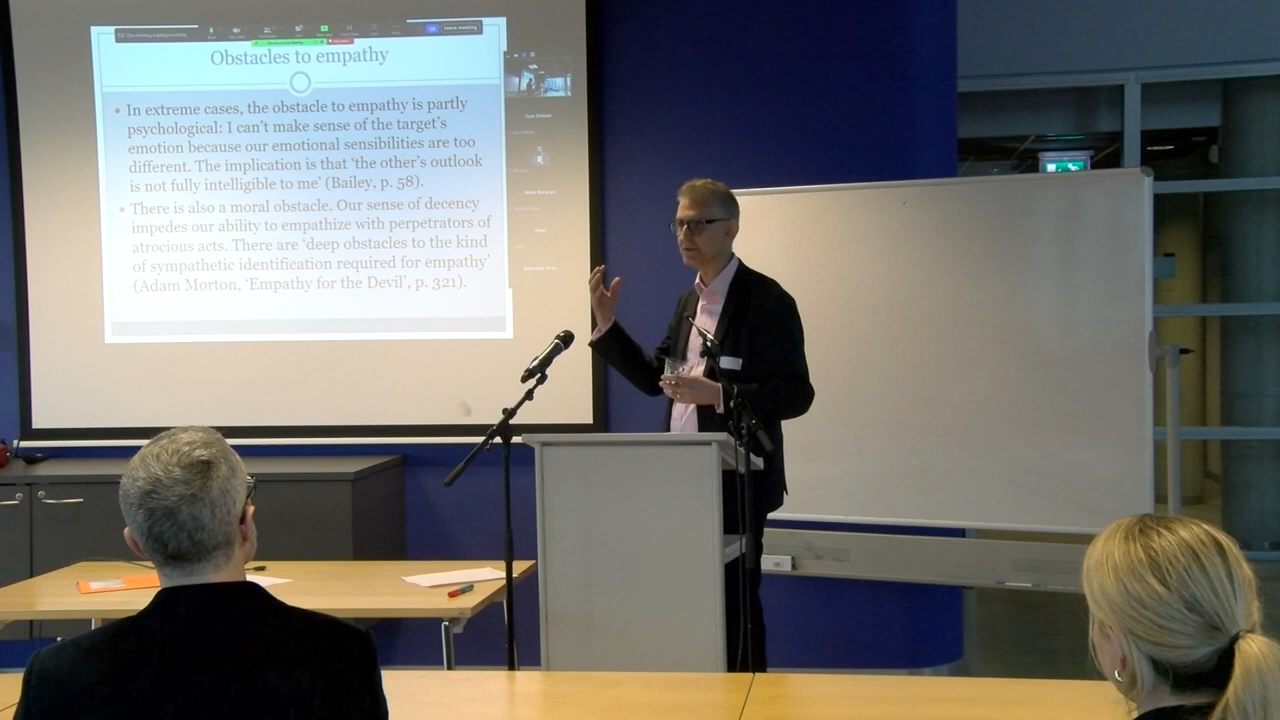 Leave meeting
Obstacles to empathy
• In extreme cases, the obstacle to empathy is partly
psychological: I can't make sense of the target's
emotion because our emotional sensibilities are too
different. The implication is that 'the other's outlook
is not fully intelligible to me' (Bailey, p. 58).
• There is also a moral obstacle. Our sense of decency
impedes our ability to empathize with perpetrators of
atrocious acts. There are 'deep obstacles to the kind
of sympathetic identification required for empathy'
(Adam Morton, 'Empathy for the Devil', p. 321).